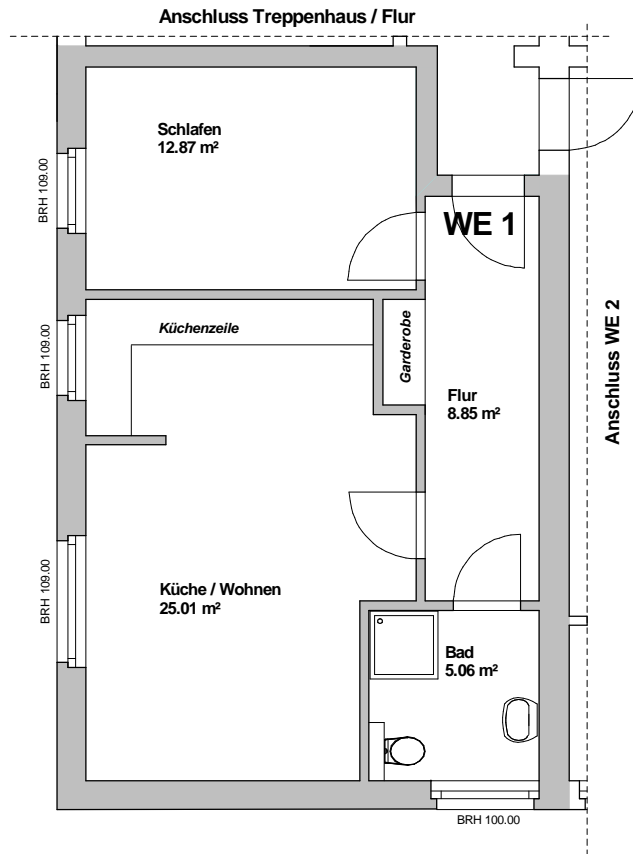 Anschluss Treppenhaus / Flur
Schlafen
12.87 m²
BRH 109.00
WE 1
Küchenzeile
BRH 109.00
Garderobe
Anschluss WE 2
Flur
8.85 m²
BRH 109.00
Küche / Wohnen
25.01 m²
Bad
5.06 m²
BRH 100.00